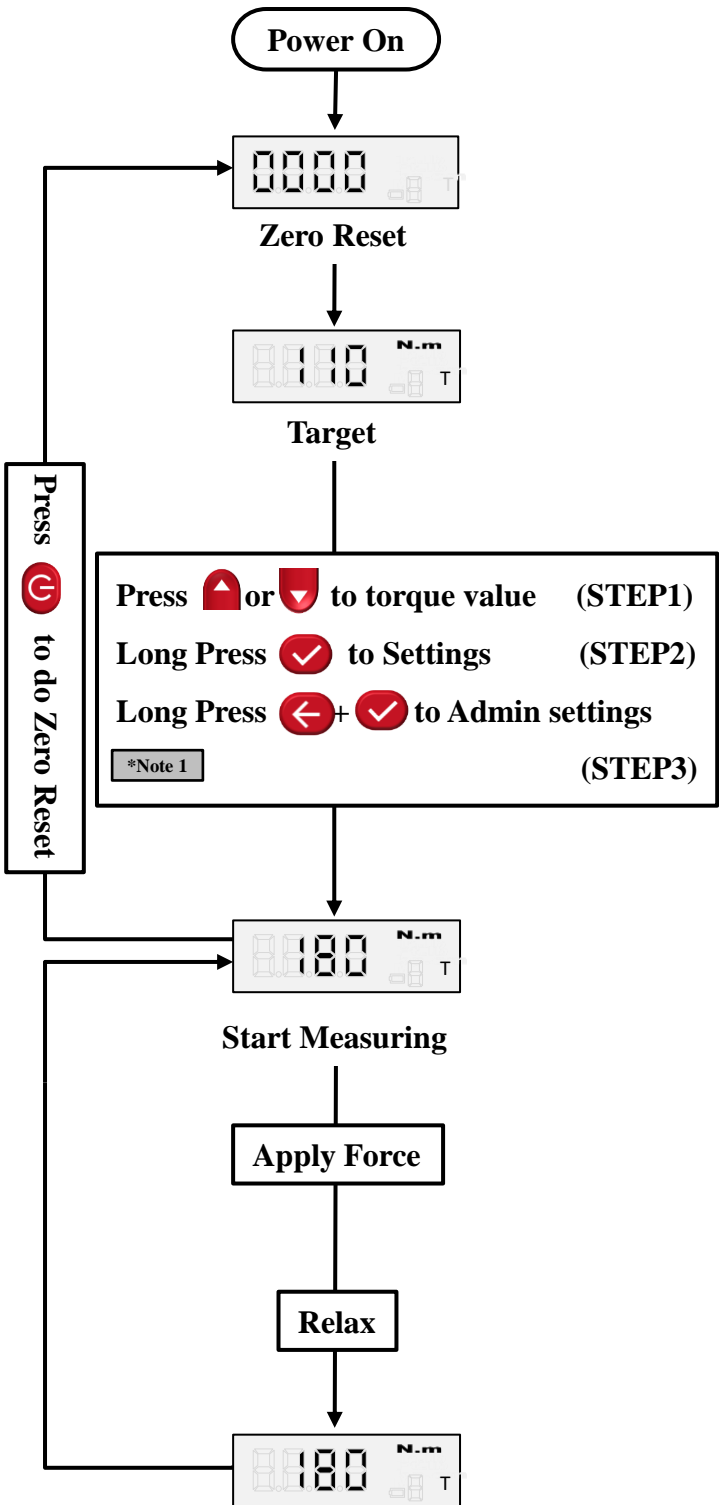 Power On
0000
T
Zero Reset
N.m
110
T
Target
Press to do Zero Reset
Press or to torque value (STEP1)
Long Press to Settings (STEP2)
Long Press + to Admin settings
*Note 1 (STEP3)
N.m
180
T
Start Measuring
Apply Force
Relax
N.m
180
T